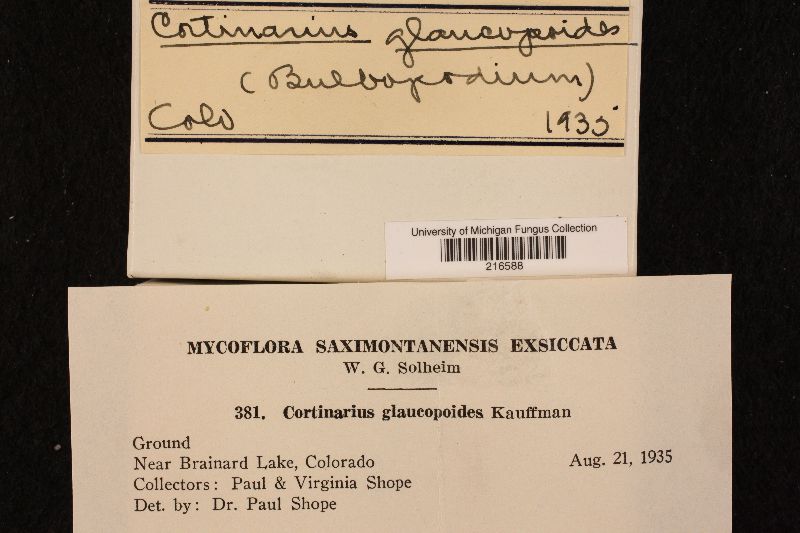 Cortinarius glaucopoides
(Bulbopodium)
Colo 1935
University of Michigan Fungus Collection
216588
MYCOFLORA SAXIMONTANENSIS EXSICCATA
W. G. Solheim
381. Cortinarius glaucopoides Kauffman
Ground
Near Brainard Lake, Colorado Aug. 21, 1935
Collectors: Paul & Virginia Shope
Det. by: Dr. Paul Shope